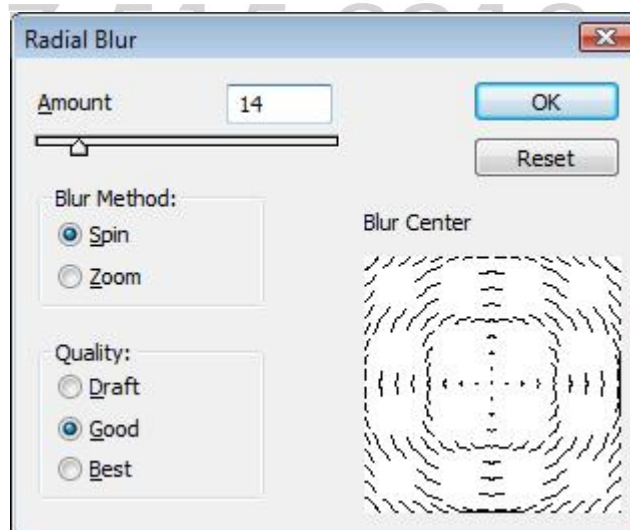 Radial Blur
Amount 14
OK
Reset
Blur Method:
Spin
Zoom
Blur Center
Quality:
Draft
Good
Best